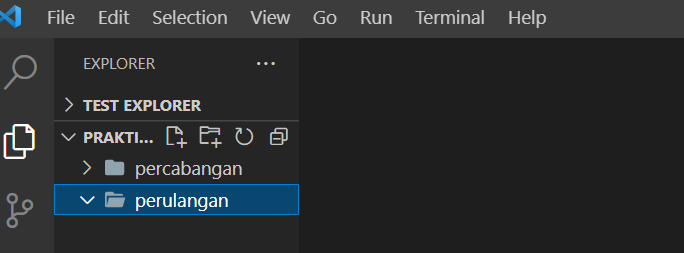 File Edit Selection View Go Run Terminal Help
EXPLORER
TEST EXPLORER
PRAKTI...
percabangan
perulangan